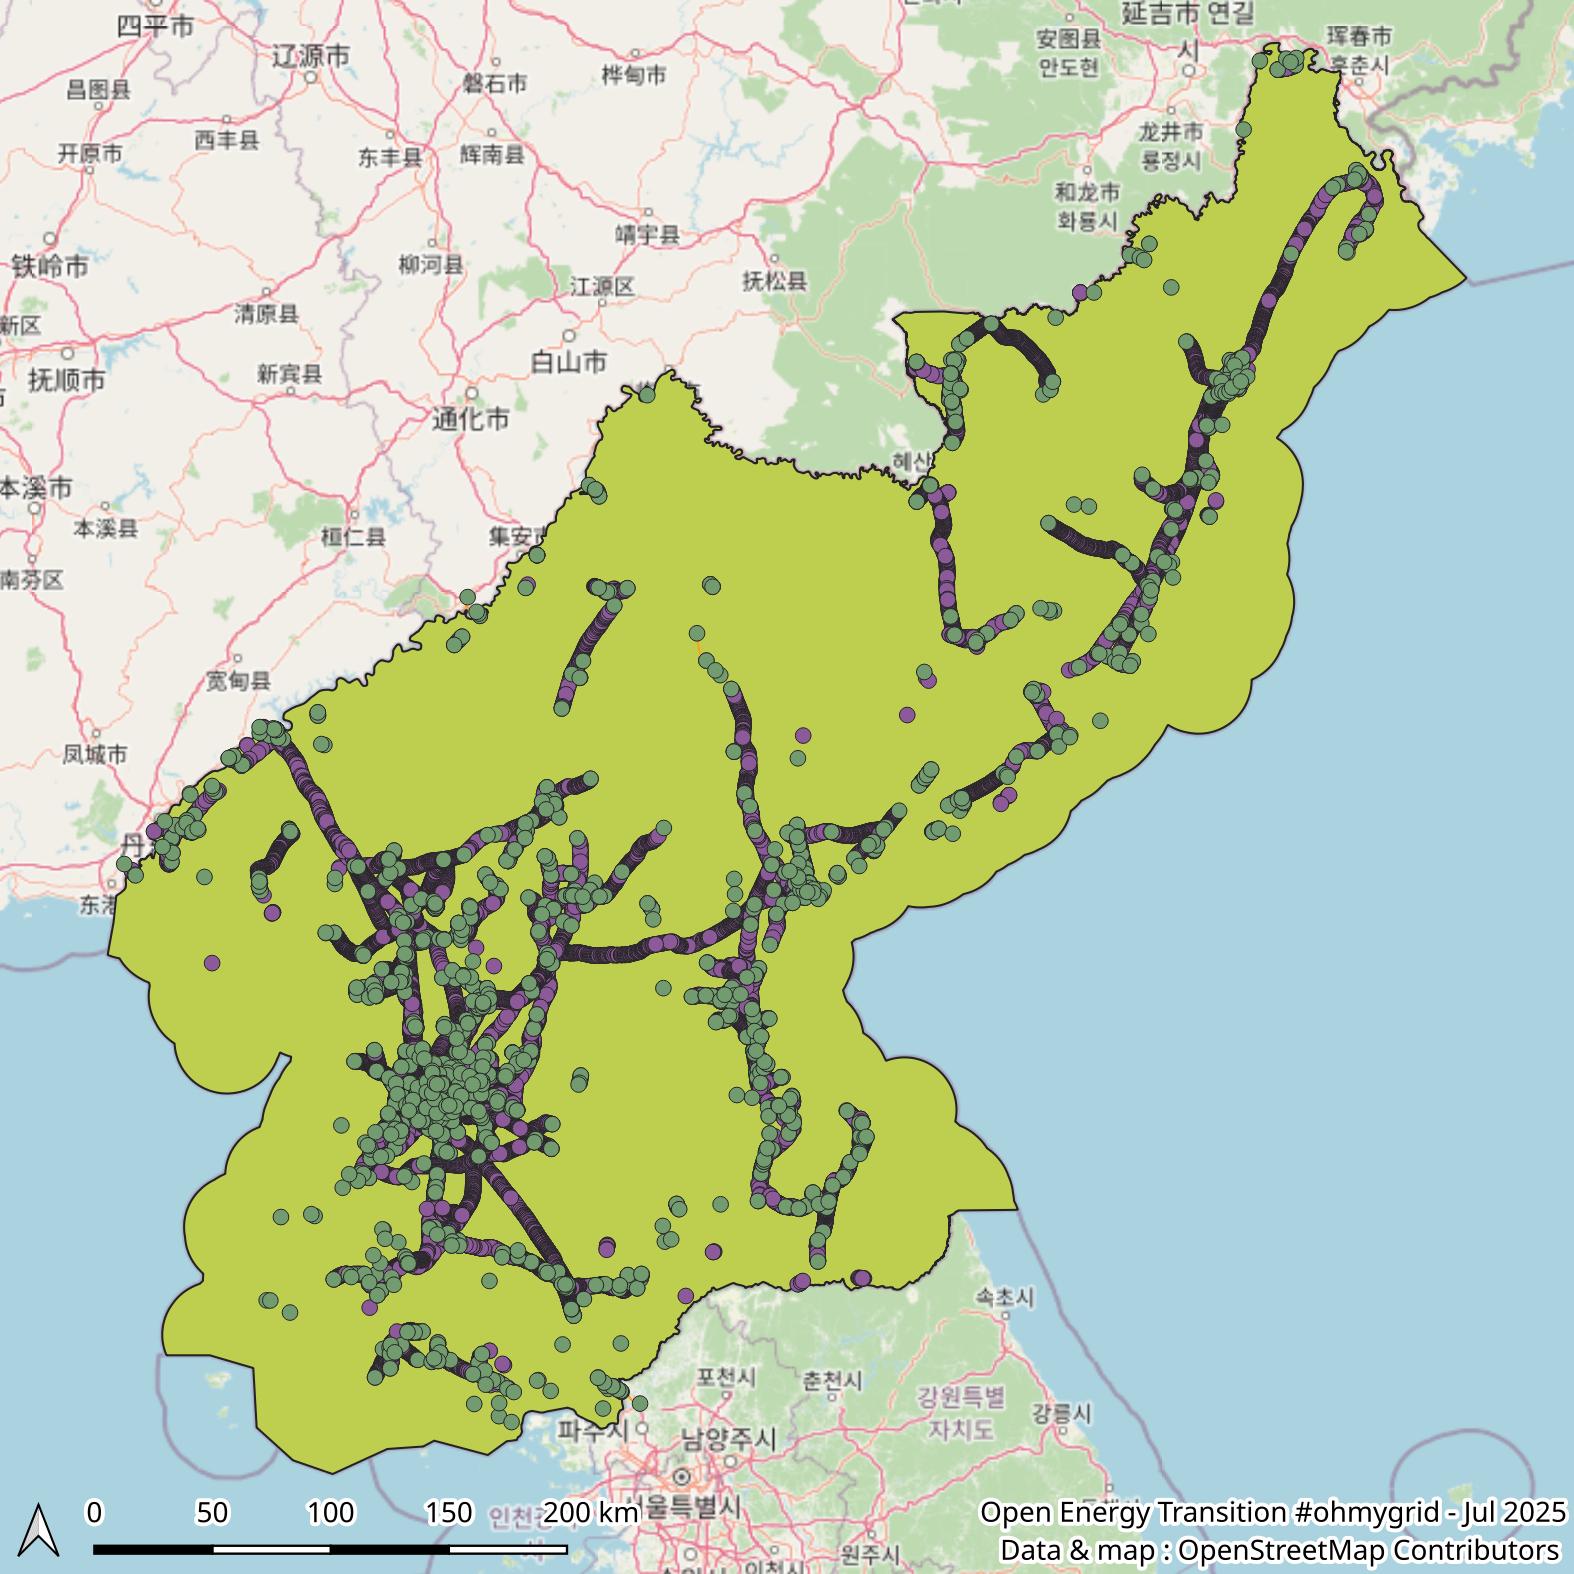 四平市
延吉市 연길
시
安图县
안도현
珲春市
훈춘시
辽源市
昌图县
磐石市
桦甸市
西丰县
开原市
东丰县
辉南县
龙井市
룡정시
和龙市
화룡시
铁岭市
柳河县
靖宇县
抚松县
江源区
清原县
新区
抚顺市
白山市
新宾县
通化市
혜산
本溪市
本溪县
桓仁县
集安市
南芬区
宽甸县
凤城市
丹
东港
속초시
포천시
춘천시
강원특별
자치도
강릉시
파주시
남양주시
서울특별시
원주시
0 50 100 150 200 km
Open Energy Transition #ohmygrid - Jul 2025
Data & map : OpenStreetMap Contributors